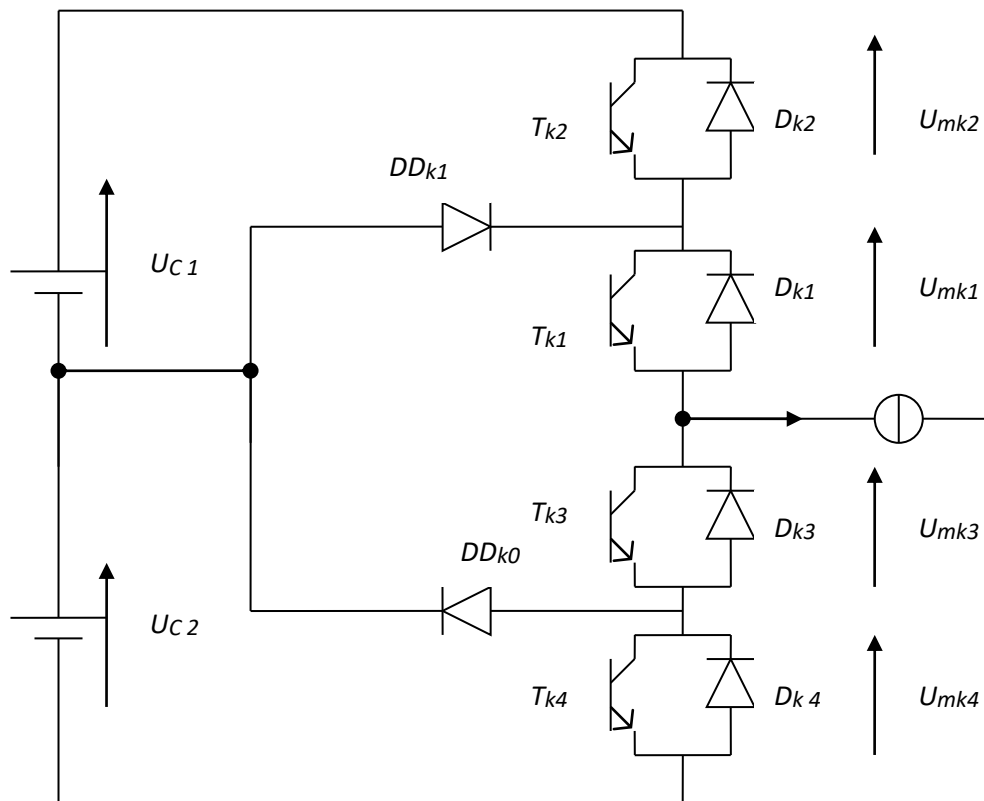 Tk2
Dk2
Umk2
DDk1
UC 1
Dk1
Umk1
Tk1
Tk3
Dk3
Umk3
DDk0
UC 2
Tk4
Dk 4
Umk4